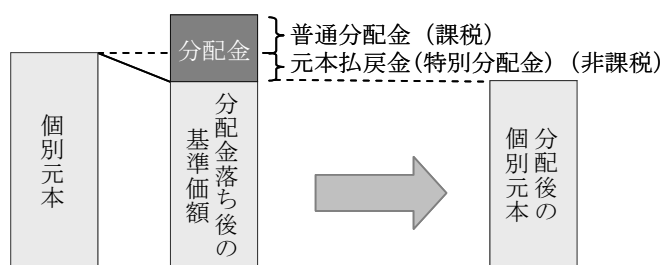 分配金
普通分配金（課税）
元本払戻金(特別分配金)（非課税）
個別元本
分配金落ち後の
基準価額
分配後の
個別元本